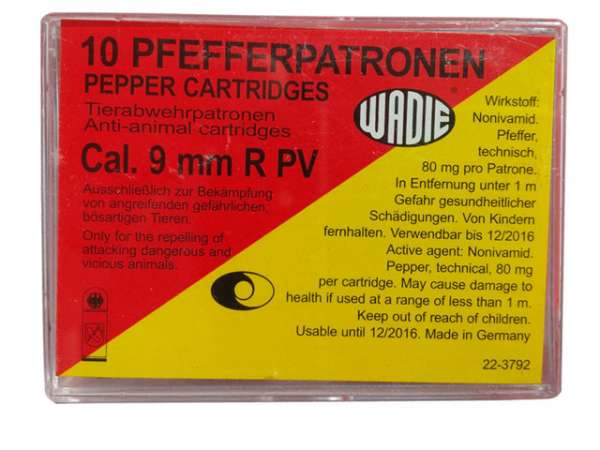 10 PFEFFERPATRONEN
PEPPER CARTRIDGES
Tierabwehrpatronen
Anti-animal cartridges
Cal. 9 mm R PV
Ausschließlich zur Bekämpfung
von angreifenden gefährlichen,
bösartigen Tieren.
Only for the repelling of
attacking dangerous and
vicious animals.
WADIE
®
Wirkstoff:
Nonivamid.
Pfeffer,
technisch,
80 mg pro Patrone.
In Entfernung unter 1 m
Gefahr gesundheitlicher
Schädigungen. Von Kindern
fernhalten. Verwendbar bis 12/2016
Active agent: Nonivamid.
Pepper, technical, 80 mg
per cartridge. May cause damage to
health if used at a range of less than 1 m.
Keep out of reach of children.
Usable until 12/2016. Made in Germany
22-3792